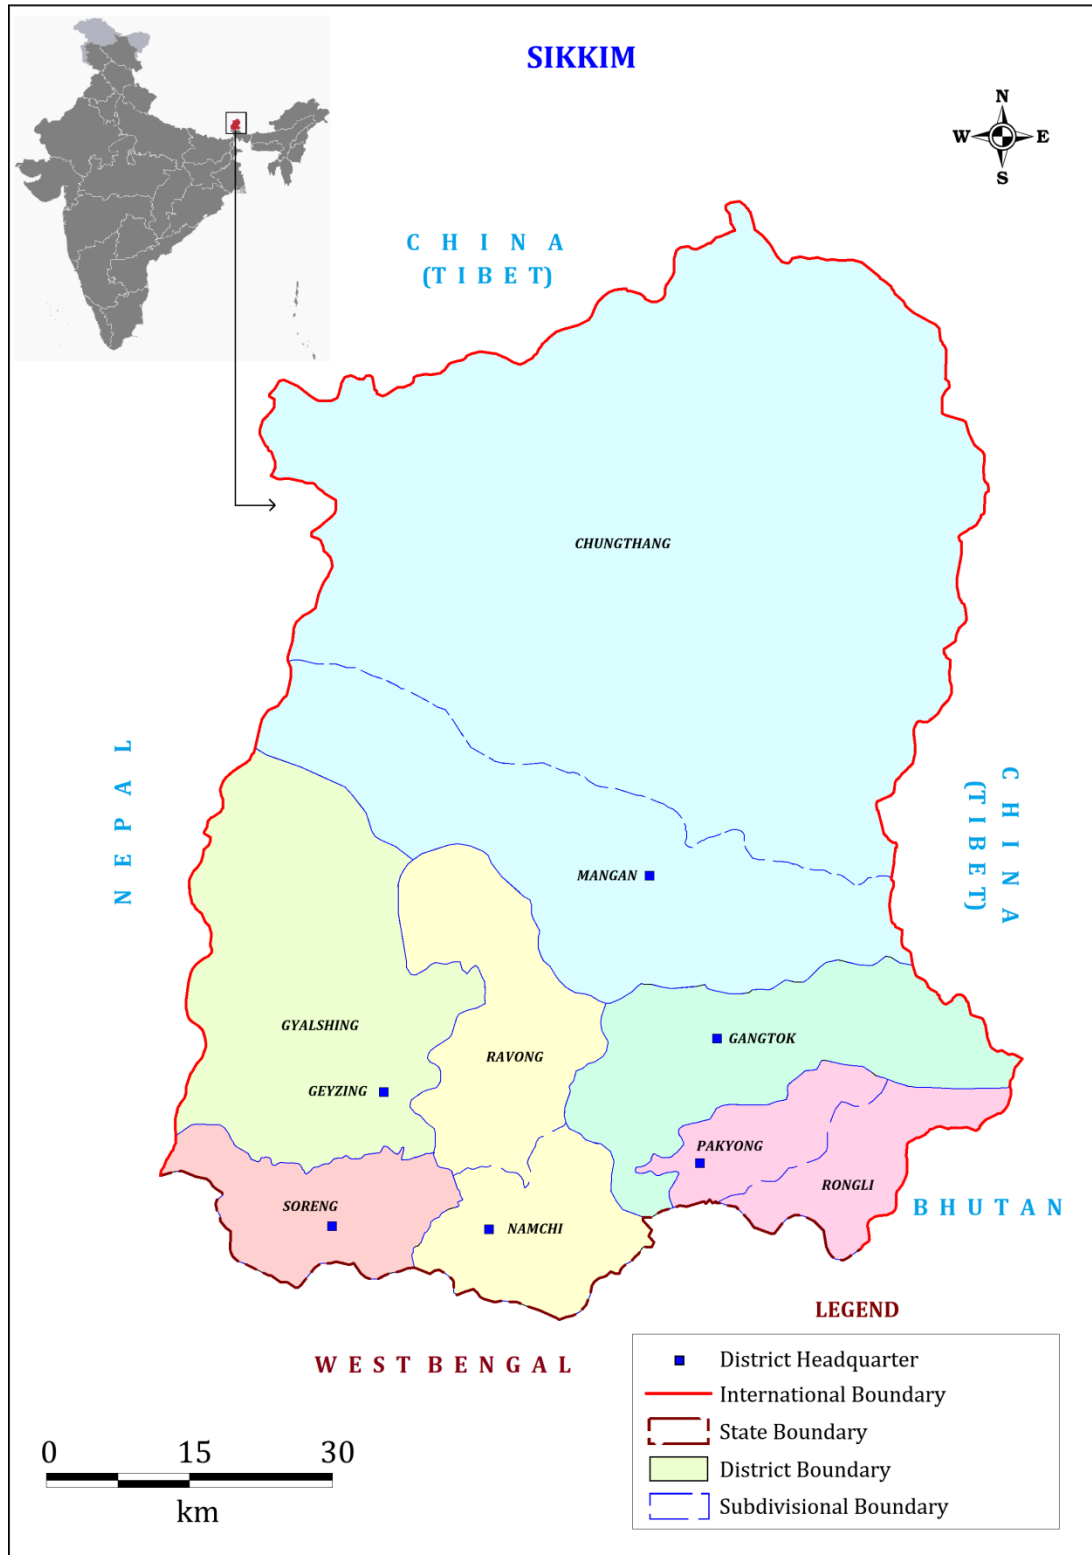 SIKKIM
N
W E
S
C H I N A
(T I B E T)
CHUNGTHANG
N E P A L
C H I N A
(T I B E T)
MANGAN
GYALSHING
RAVONG
GANGTOK
GEYZING
PAKYONG
RONGLI
SORENG
NAMCHI
B H U T A N
W E S T B E N G A L
LEGEND
District Headquarter
International Boundary
State Boundary
District Boundary
Subdivisional Boundary
0 15 30
km